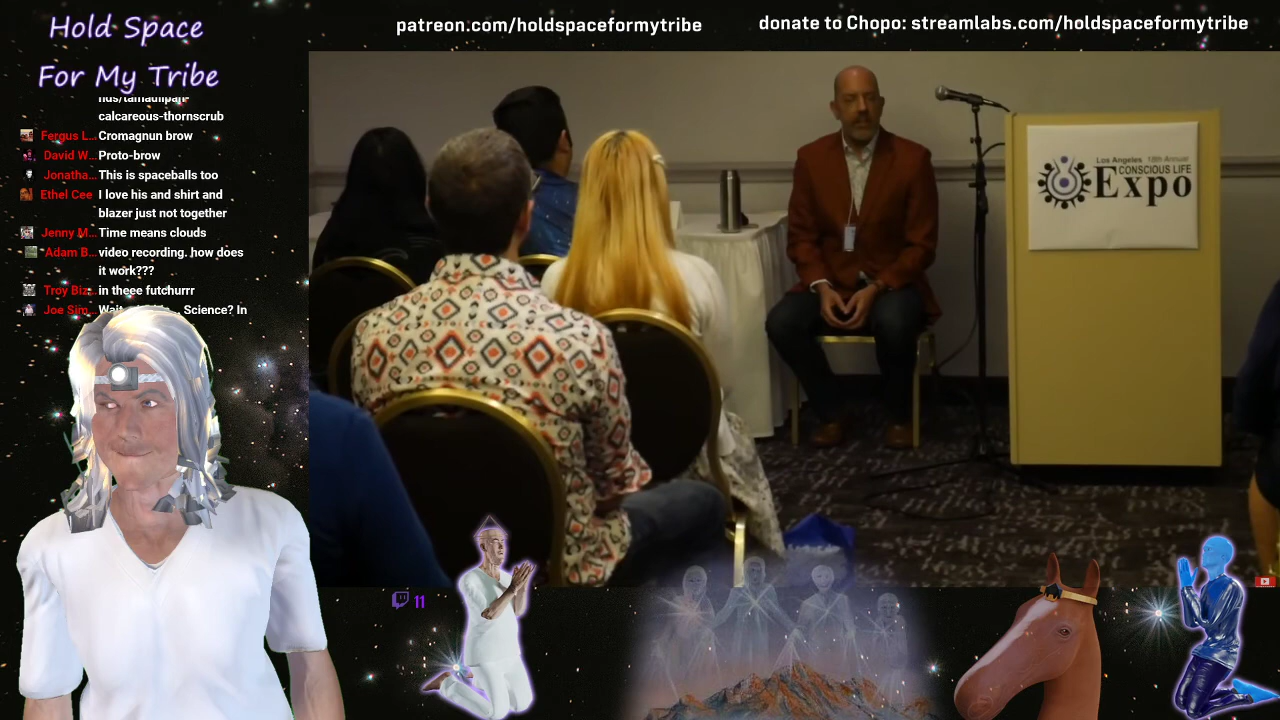 Hold Space
For My Tribe
patreon.com/holdspaceformytribe
donate to Chopo: streamlabs.com/holdspaceformytribe
calcareous-thornscrub
Fergus L... Cromagnun brow
David W... Proto-brow
Jonatha... This is spaceballs too
Ethel Cee I love his and shirt and
blazer just not together
Jenny M... Time means clouds
Adam B... video recording. how does
it work???
Troy Biz... in theee futchurrr
Joe Sim... Science? In
Los Angeles 18th Annual
CONSCIOUS LIFE
Expo
11